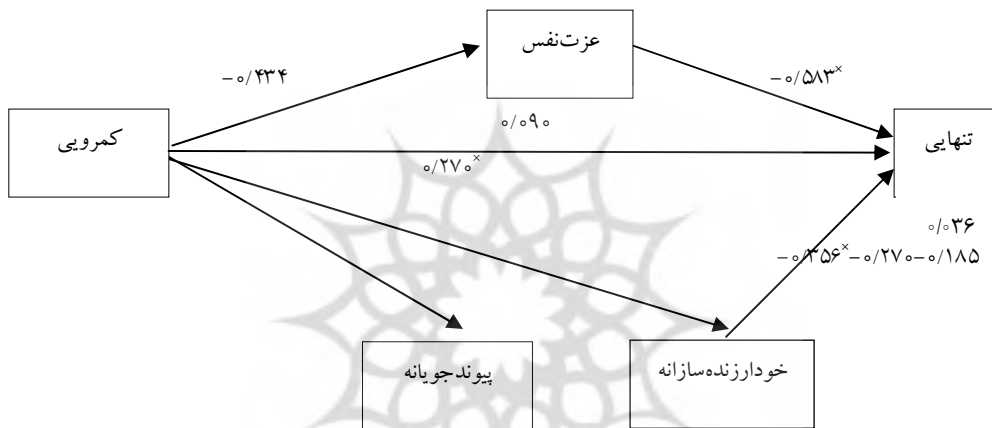 عزت‌نفس
-۰/۴۳۴
-۰/۵۸۳×
کمرویی
۰/۰۹۰
تنهایی
۰/۲۷۰×
۰/۰۳۶
-۰/۳۵۶×-۰/۲۷۰-۰/۱۸۵
خودارزنده‌سازانه
پیوندجویانه